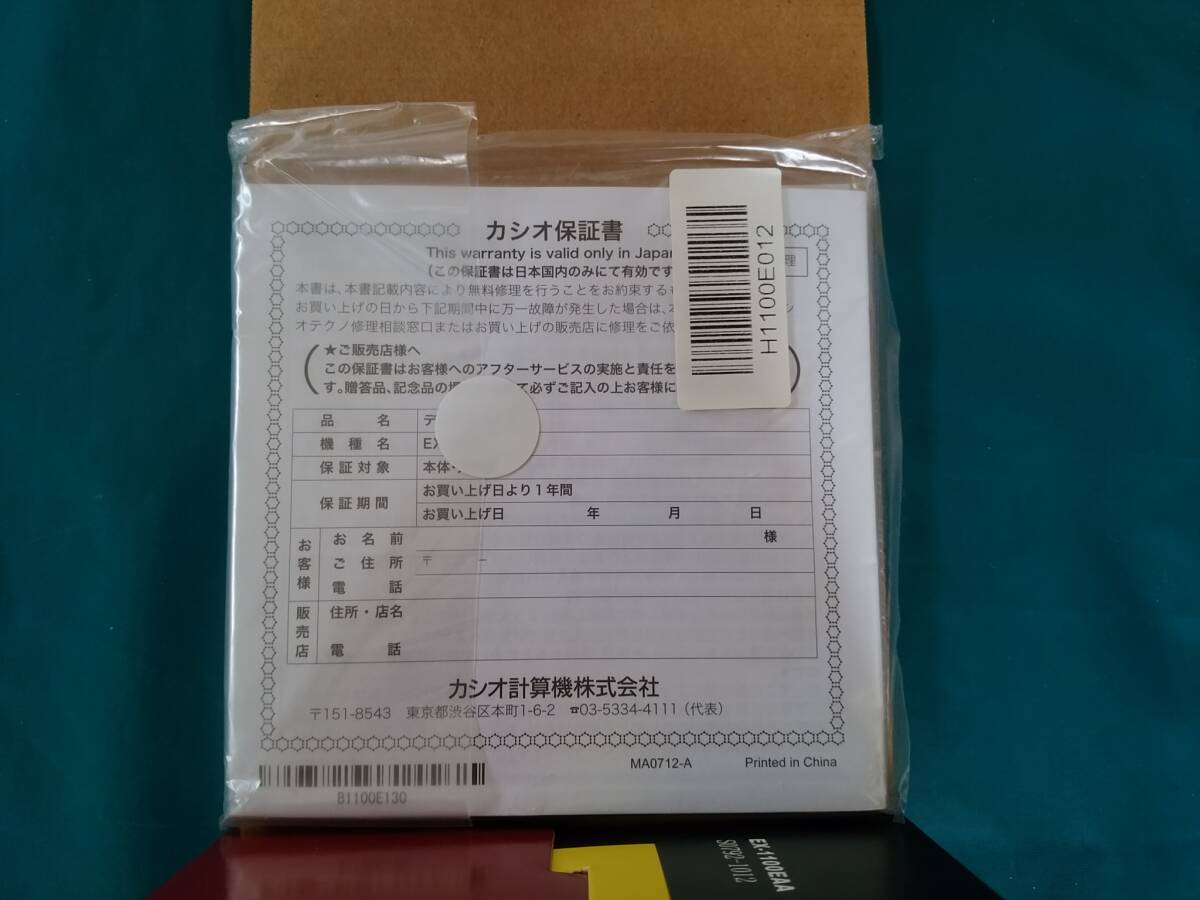 カシオ保証書
This warranty is valid only in Japan
(この保証書は日本国内のみにて有効です
理
本書は、本書記載内容により無料修理を行うことをお約束する
お買い上げの日から下記期間中に万一故障が発生した場合は、
オテクノ修理相談窓口またはお買い上げの販売店に修理をご依
★ご販売店様へ
この保証書はお客様へのアフターサービスの実施と責任を
す。贈答品、記念品の 必ずご記入の上お客様に
H1100E012
品名 デ
機種名 EX
保証対象 本体・
保証期間 お買い上げ日より1年間
お買い上げ日 年 月 日
お客様 お名前 様
ご住所 〒 −
電話
販売店 住所・店名
電話
カシオ計算機株式会社
〒151-8543 東京都渋谷区本町1-6-2 ☎03-5334-4111(代表)
MA0712-A Printed in China
B1100E130
EX-1100EAA
S0792-1012